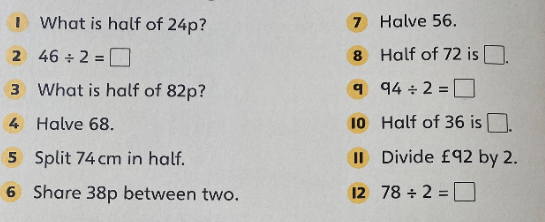 1 What is half of 24p?
2 46 ÷ 2 = □
3 What is half of 82p?
4 Halve 68.
5 Split 74 cm in half.
6 Share 38p between two.
7 Halve 56.
8 Half of 72 is □.
9 94 ÷ 2 = □
10 Half of 36 is □.
11 Divide £92 by 2.
12 78 ÷ 2 = □